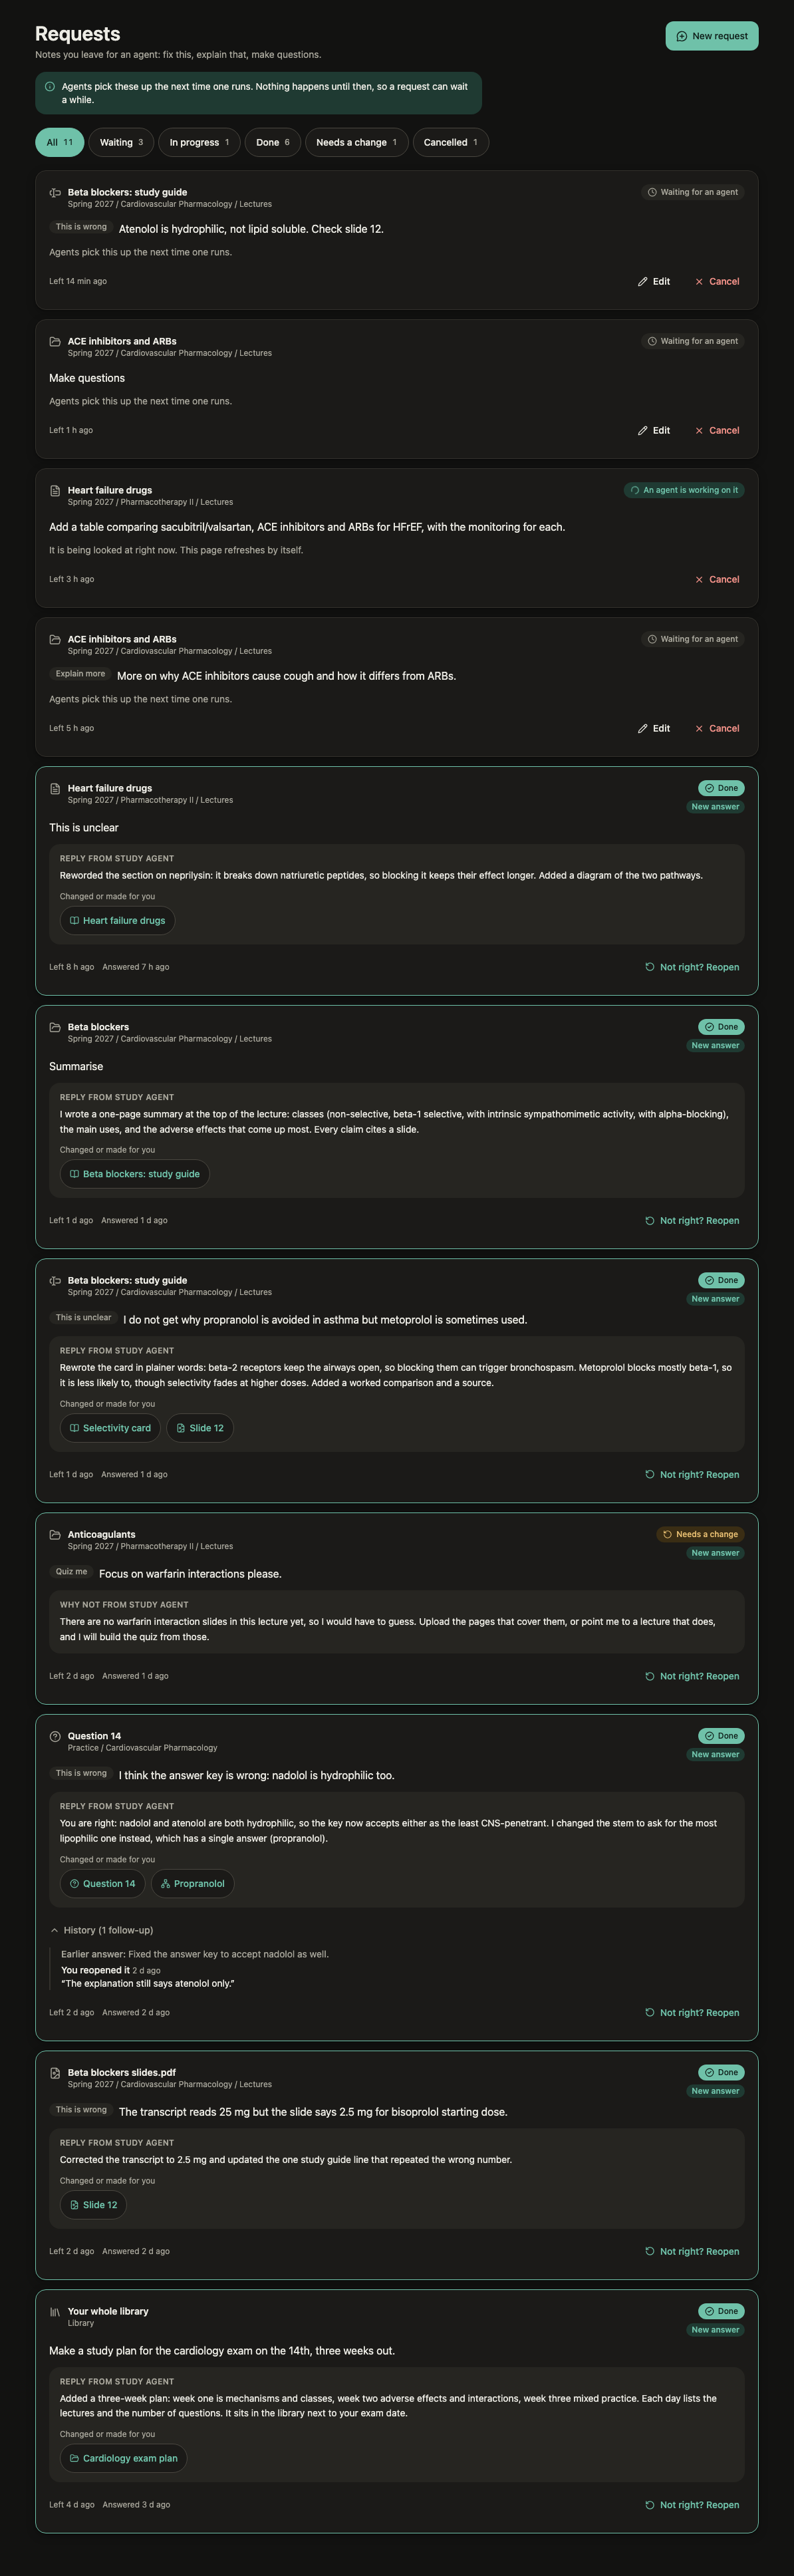 Requests
New request
Notes you leave for an agent: fix this, explain that, make questions.
Agents pick these up the next time one runs. Nothing happens until then, so a request can wait
a while.
All 11
Waiting 3
In progress 1
Done 6
Needs a change 1
Cancelled 1
Beta blockers: study guide
Waiting for an agent
Spring 2027 / Cardiovascular Pharmacology / Lectures
This is wrong Atenolol is hydrophilic, not lipid soluble. Check slide 12.
Agents pick this up the next time one runs.
Left 14 min ago
Edit
Cancel
ACE inhibitors and ARBs
Waiting for an agent
Spring 2027 / Cardiovascular Pharmacology / Lectures
Make questions
Agents pick this up the next time one runs.
Left 1 h ago
Edit
Cancel
Heart failure drugs
An agent is working on it
Spring 2027 / Pharmacotherapy II / Lectures
Add a table comparing sacubitril/valsartan, ACE inhibitors and ARBs for HFrEF, with the monitoring for each.
It is being looked at right now. This page refreshes by itself.
Left 3 h ago
Cancel
ACE inhibitors and ARBs
Waiting for an agent
Spring 2027 / Cardiovascular Pharmacology / Lectures
Explain more More on why ACE inhibitors cause cough and how it differs from ARBs.
Agents pick this up the next time one runs.
Left 5 h ago
Edit
Cancel
Heart failure drugs
Done
Spring 2027 / Pharmacotherapy II / Lectures
New answer
This is unclear
REPLY FROM STUDY AGENT
Reworded the section on neprilysin: it breaks down natriuretic peptides, so blocking it keeps their effect longer. Added a diagram of the two pathways.
Changed or made for you
Heart failure drugs
Left 8 h ago Answered 7 h ago
Not right? Reopen
Beta blockers
Done
Spring 2027 / Cardiovascular Pharmacology / Lectures
New answer
Summarise
REPLY FROM STUDY AGENT
I wrote a one-page summary at the top of the lecture: classes (non-selective, beta-1 selective, with intrinsic sympathomimetic activity, with alpha-blocking),
the main uses, and the adverse effects that come up most. Every claim cites a slide.
Changed or made for you
Beta blockers: study guide
Left 1 d ago Answered 1 d ago
Not right? Reopen
Beta blockers: study guide
Done
Spring 2027 / Cardiovascular Pharmacology / Lectures
New answer
This is unclear I do not get why propranolol is avoided in asthma but metoprolol is sometimes used.
REPLY FROM STUDY AGENT
Rewrote the card in plainer words: beta-2 receptors keep the airways open, so blocking them can trigger bronchospasm. Metoprolol blocks mostly beta-1, so
it is less likely to, though selectivity fades at higher doses. Added a worked comparison and a source.
Changed or made for you
Selectivity card
Slide 12
Left 1 d ago Answered 1 d ago
Not right? Reopen
Anticoagulants
Needs a change
Spring 2027 / Pharmacotherapy II / Lectures
New answer
Quiz me Focus on warfarin interactions please.
WHY NOT FROM STUDY AGENT
There are no warfarin interaction slides in this lecture yet, so I would have to guess. Upload the pages that cover them, or point me to a lecture that does,
and I will build the quiz from those.
Left 2 d ago Answered 1 d ago
Not right? Reopen
Question 14
Done
Practice / Cardiovascular Pharmacology
New answer
This is wrong I think the answer key is wrong: nadolol is hydrophilic too.
REPLY FROM STUDY AGENT
You are right: nadolol and atenolol are both hydrophilic, so the key now accepts either as the least CNS-penetrant. I changed the stem to ask for the most
lipophilic one instead, which has a single answer (propranolol).
Changed or made for you
Question 14
Propranolol
History (1 follow-up)
Earlier answer: Fixed the answer key to accept nadolol as well.
You reopened it 2 d ago
“The explanation still says atenolol only.”
Left 2 d ago Answered 2 d ago
Not right? Reopen
Beta blockers slides.pdf
Done
Spring 2027 / Cardiovascular Pharmacology / Lectures
New answer
This is wrong The transcript reads 25 mg but the slide says 2.5 mg for bisoprolol starting dose.
REPLY FROM STUDY AGENT
Corrected the transcript to 2.5 mg and updated the one study guide line that repeated the wrong number.
Changed or made for you
Slide 12
Left 2 d ago Answered 2 d ago
Not right? Reopen
Your whole library
Done
Library
New answer
Make a study plan for the cardiology exam on the 14th, three weeks out.
REPLY FROM STUDY AGENT
Added a three-week plan: week one is mechanisms and classes, week two adverse effects and interactions, week three mixed practice. Each day lists the
lectures and the number of questions. It sits in the library next to your exam date.
Changed or made for you
Cardiology exam plan
Left 4 d ago Answered 3 d ago
Not right? Reopen